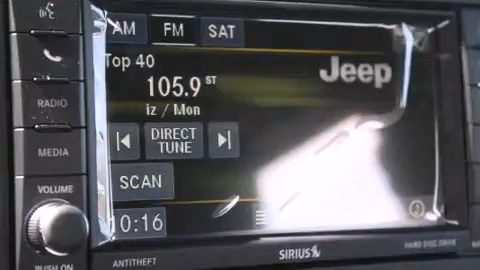 AM FM SAT
Top 40
105.9 ST
iz / Mon
Jeep
DIRECT
TUNE
SCAN
10:16
RADIO
MEDIA
VOLUME
PUSH ON
ANTITHEFT
SIRIUS
HARD DISC DRIVE